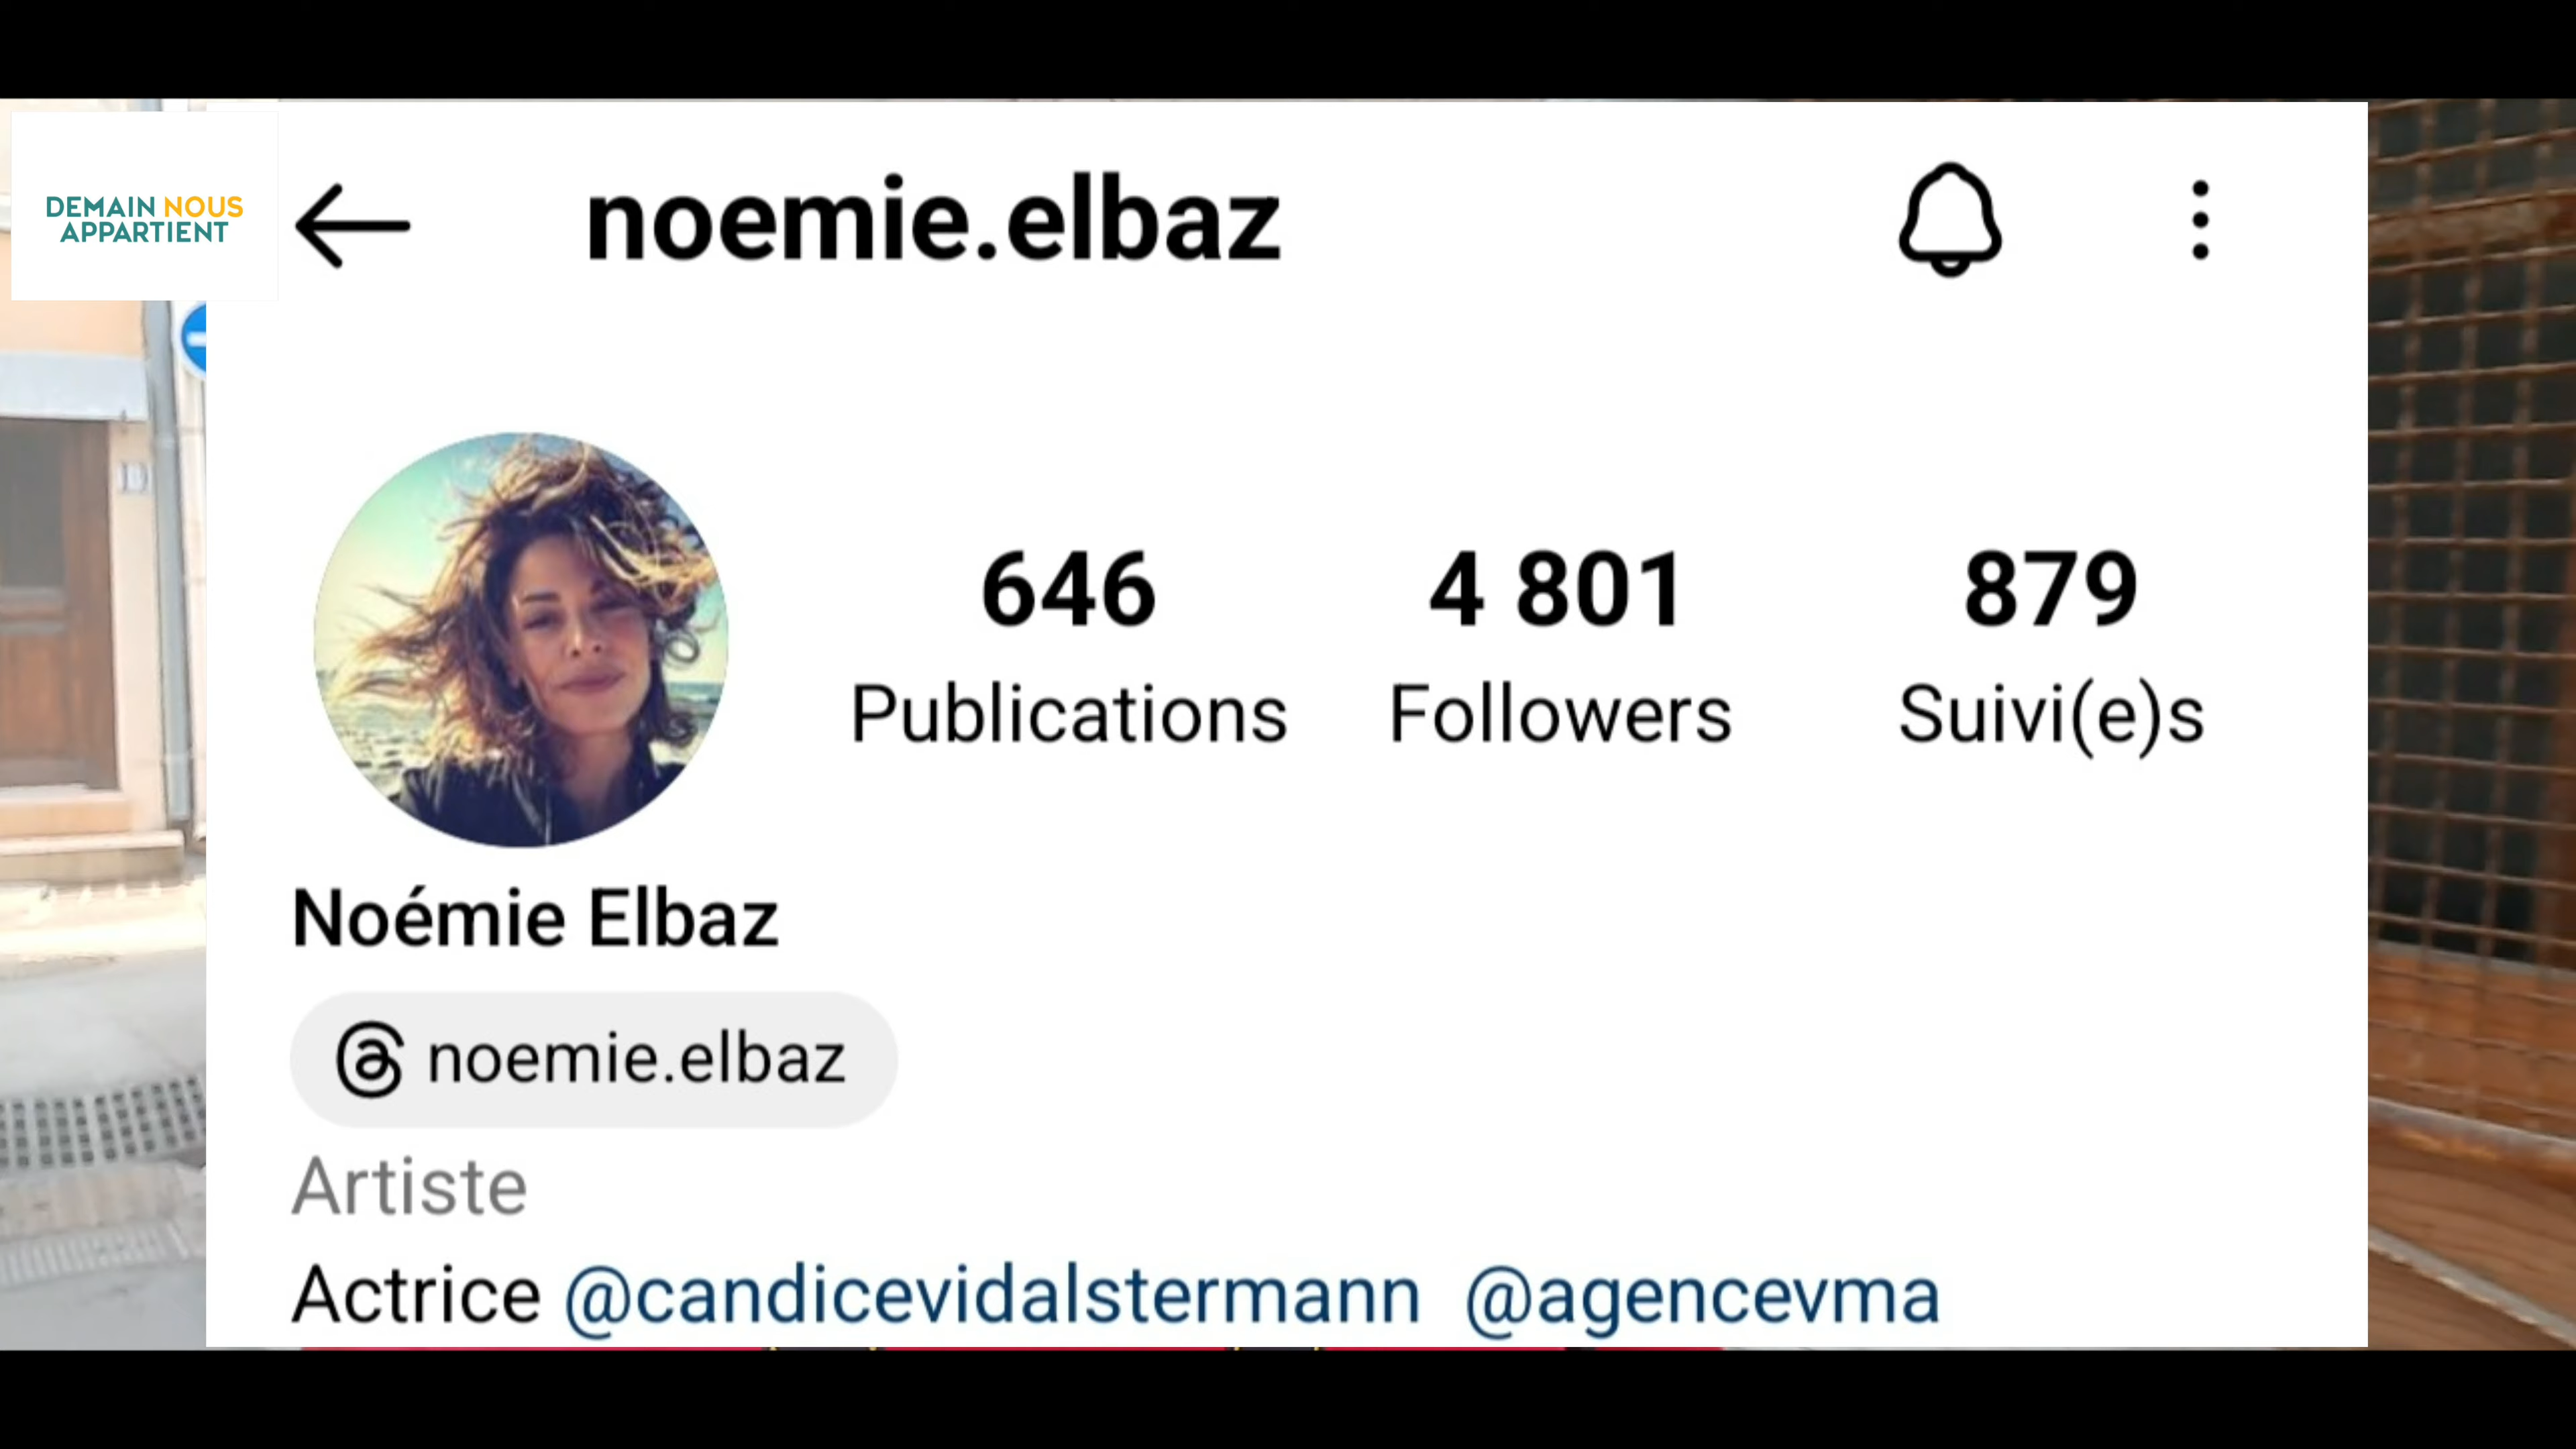 DEMAIN NOUS
APPARTIENT
noemie.elbaz
646
4 801
879
Publications
Followers
Suivi(e)s
Noémie Elbaz
noemie.elbaz
Artiste
Actrice @candicevidalstermann @agencevma